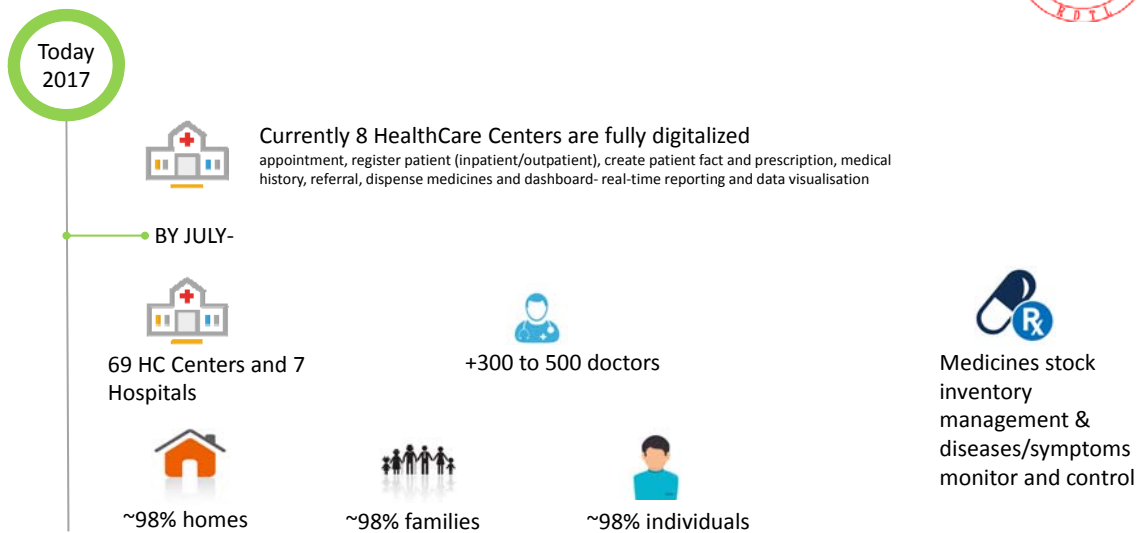 RDTL
Today
2017
Currently 8 HealthCare Centers are fully digitalized
appointment, register patient (inpatient/outpatient), create patient fact and prescription, medical
history, referral, dispense medicines and dashboard- real-time reporting and data visualisation
BY JULY-
69 HC Centers and 7
Hospitals
+300 to 500 doctors
Rx
Medicines stock
inventory
management &
diseases/symptoms
monitor and control
~98% homes
~98% families
~98% individuals